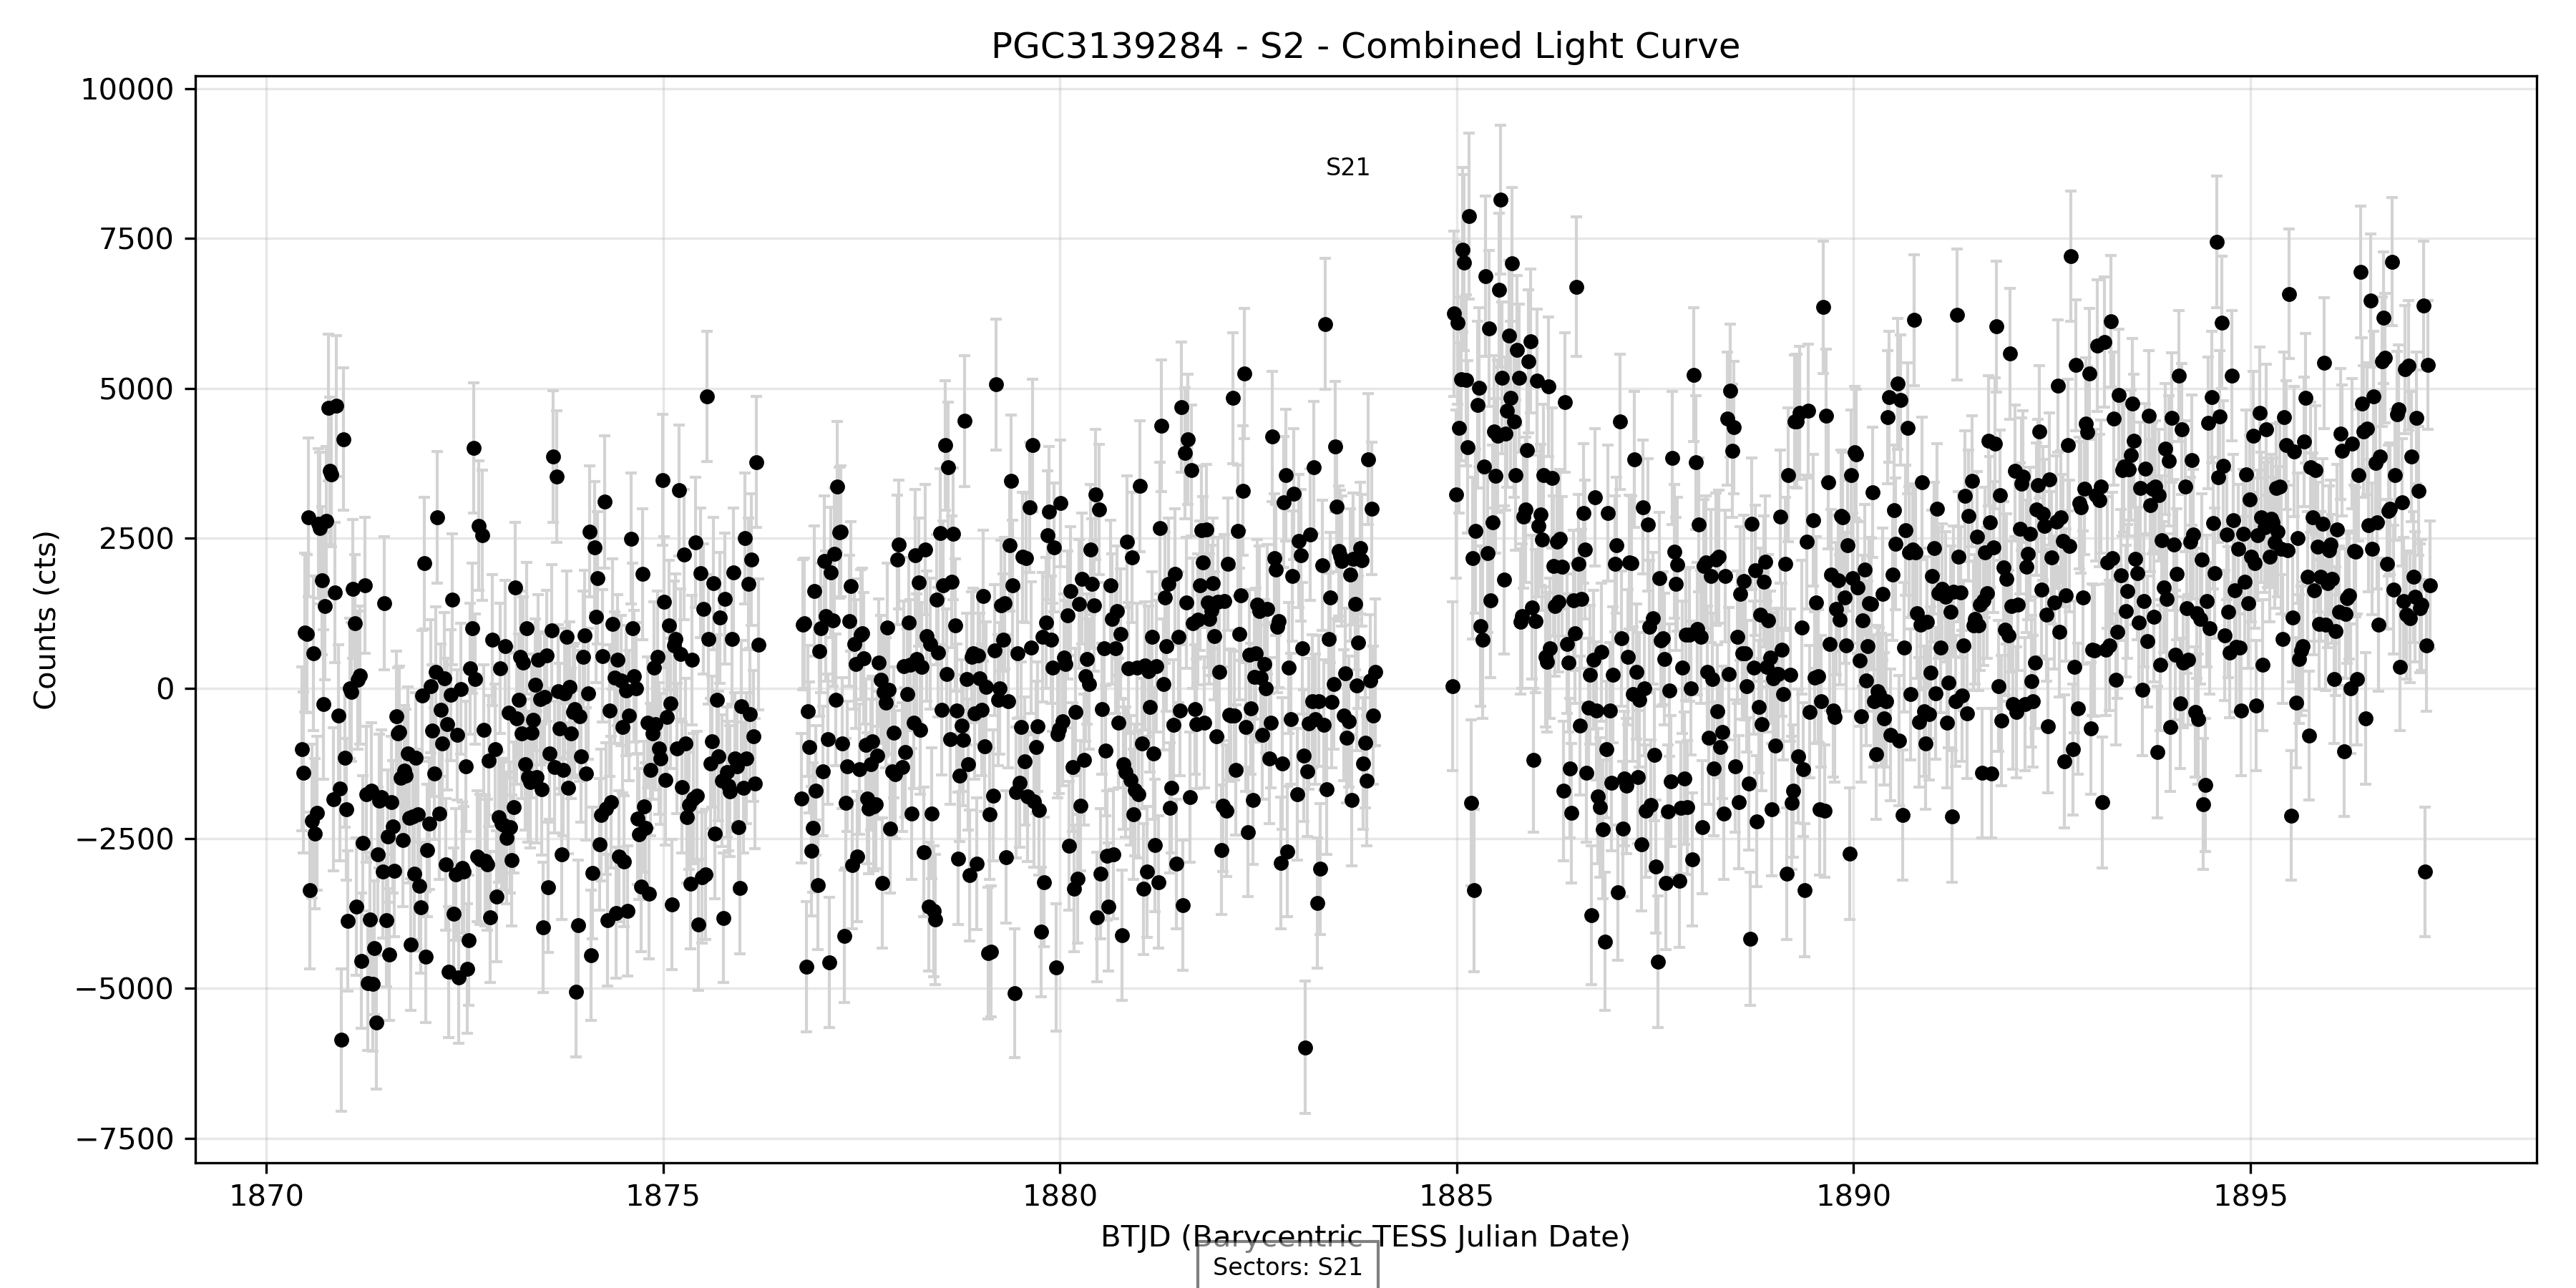 PGC3139284 - S2 - Combined Light Curve
10000
7500
5000
2500
0
−2500
−5000
−7500
Counts (cts)
S21
1870 1875 1880 1885 1890 1895
BTJD (Barycentric TESS Julian Date)
Sectors: S21